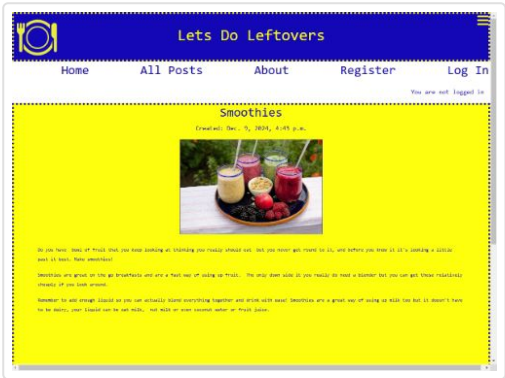 Lets Do Leftovers
Home All Posts About Register Log In
You are not logged in
Smoothies
Created: Dec. 5, 2024, 4:45 p.m.
Do you have bowl of fruit that you keep looking at thinking you really should eat but you never get round to it, and before you know it it's looking a little
past it best, Make smoothies!
Smoothies are great on the go breakfasts and are a fast way of using up fruit. The only down side is you really do need a blender but you can get these relatively
cheaply if you look around.
Remember to add enough liquid so you can actually blend everything together and drink with ease! Smoothies are a great way of using up milk too but it doesn't have
to be dairy, your liquid can be oat milk, nut milk or even coconut water or fruit juice.